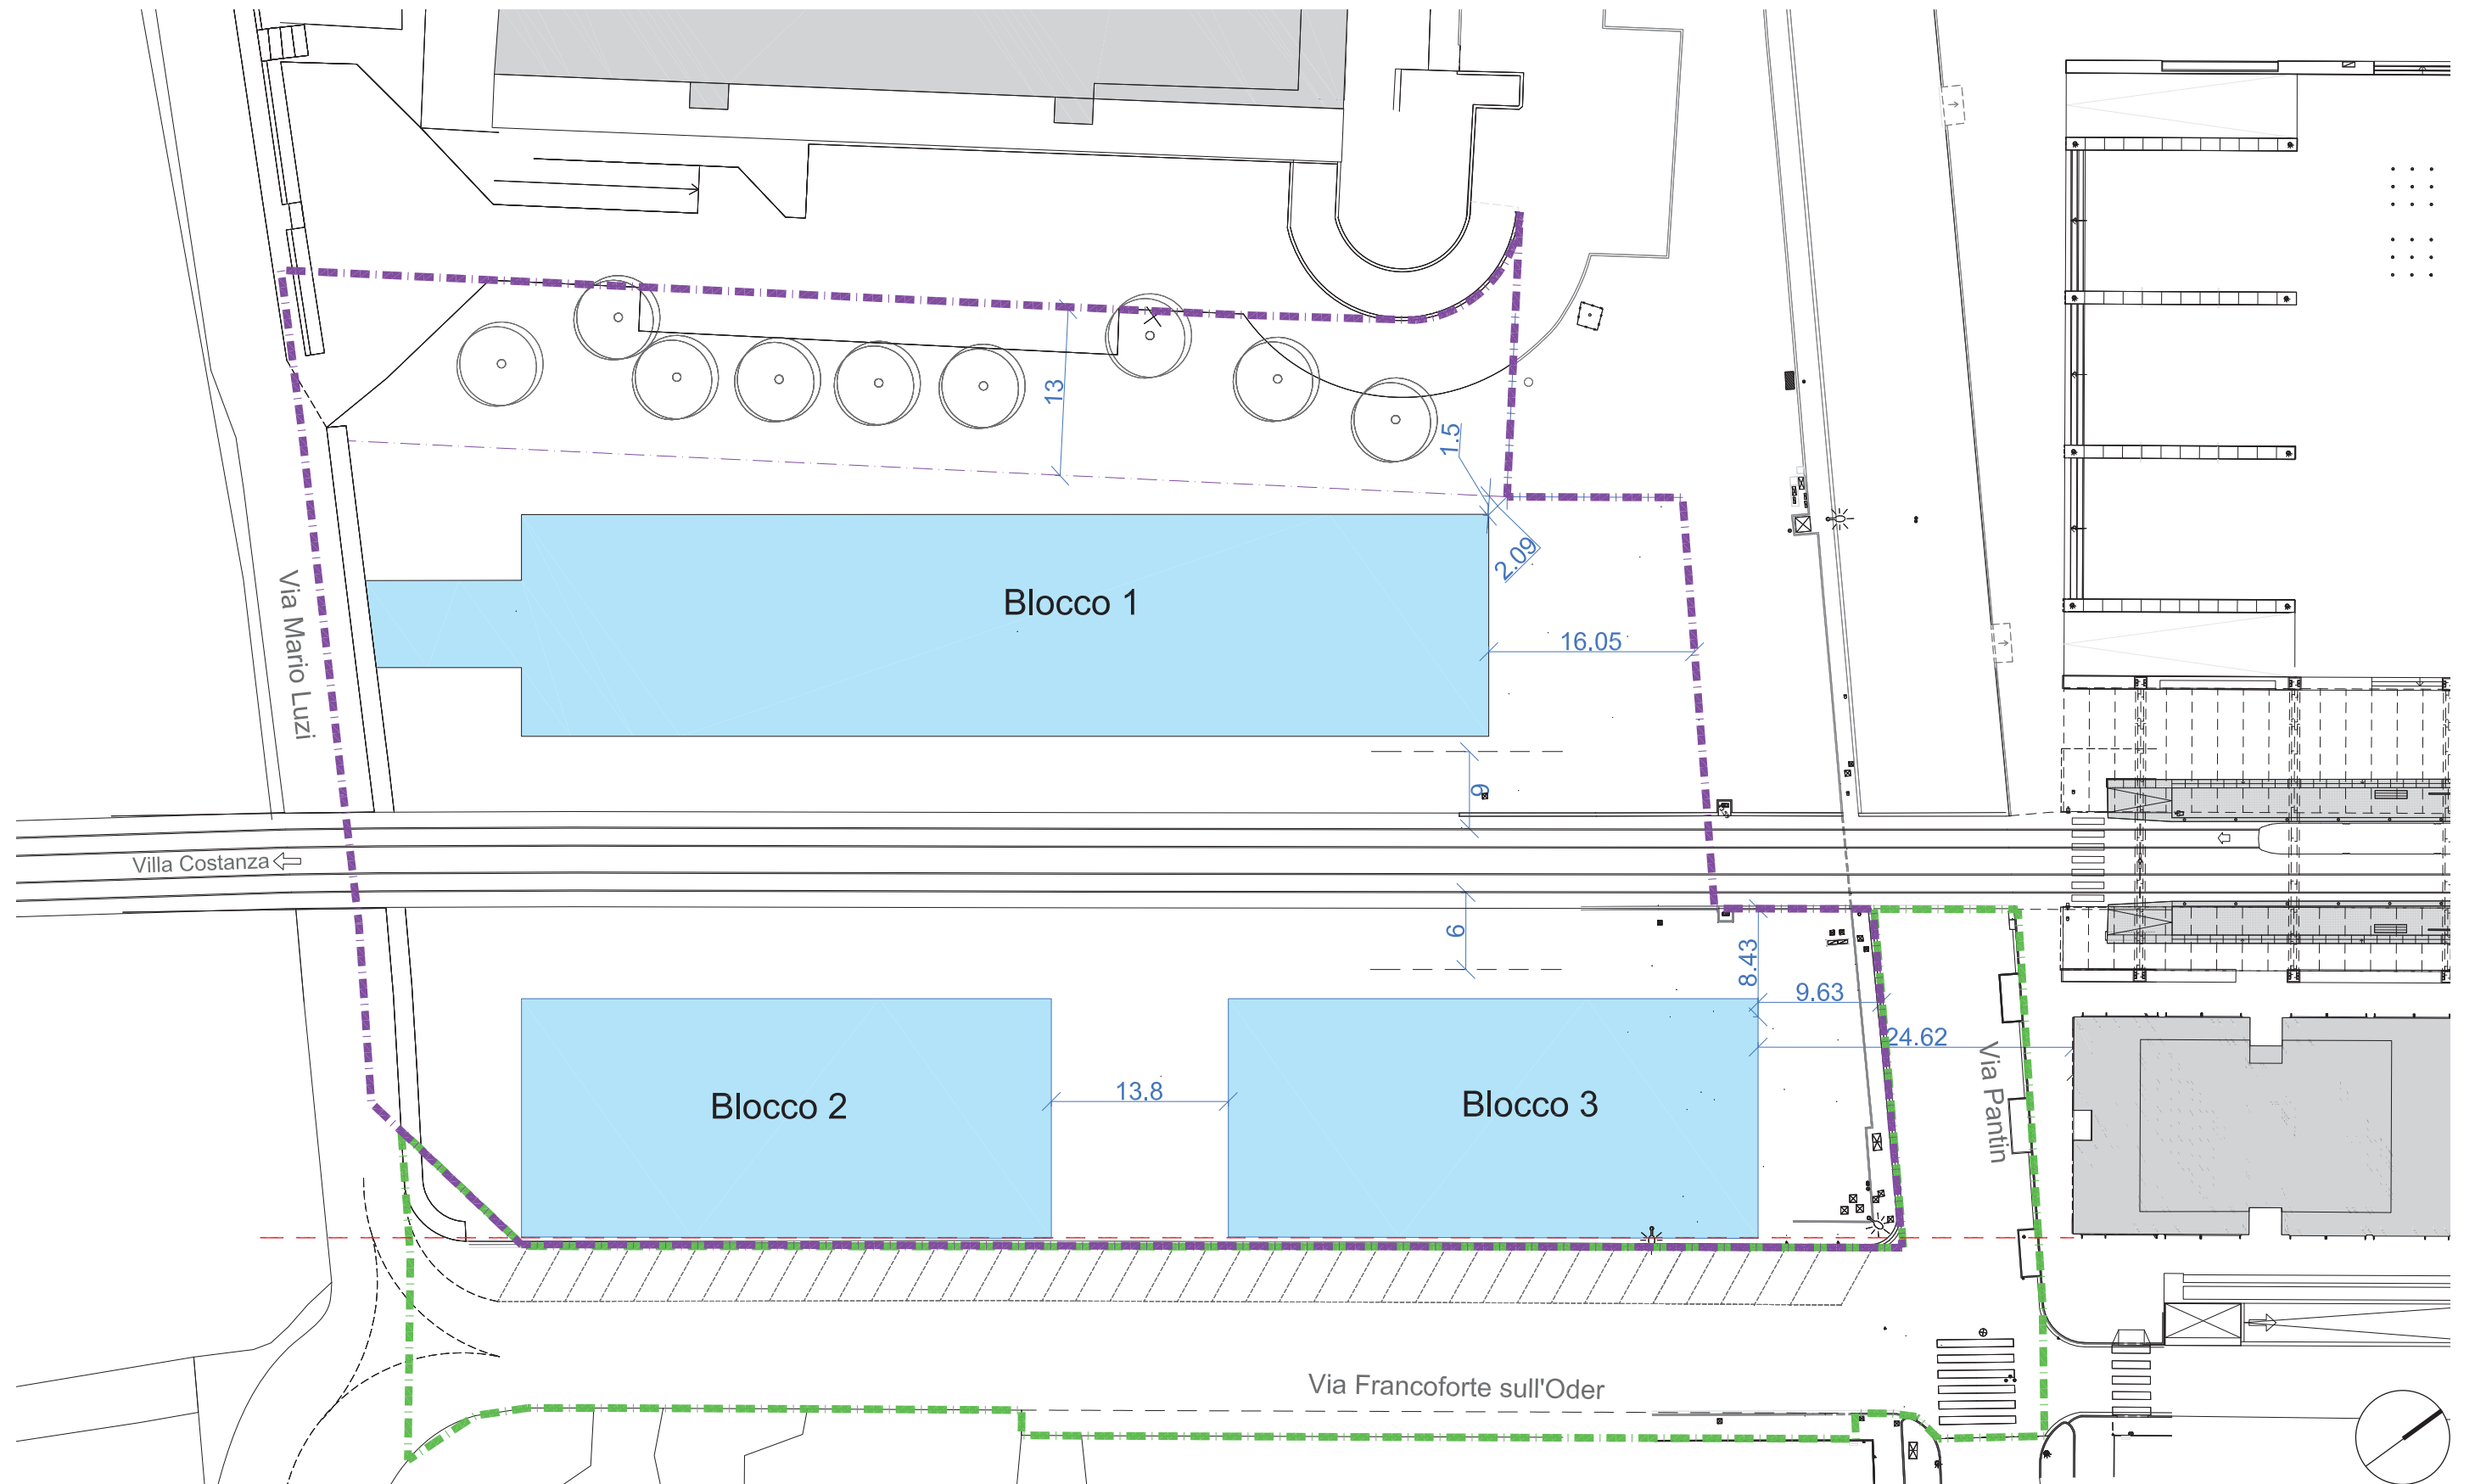 13
1.5
2.09
Blocco 1
16.05
Via Mario Luzi
6
Villa Costanza
6
8.43
9.63
24.62
Blocco 2
13.8
Blocco 3
Via Pantin
Via Francoforte sull'Oder